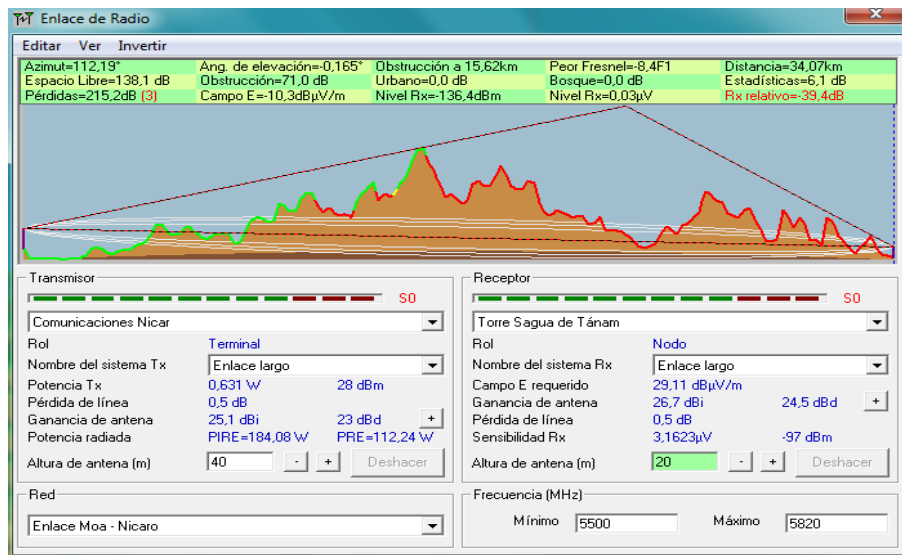 Enlace de Radio
Editar Ver Invertir
Azimut=112,19° Ang. de elevación=-0,165° Obstrucción a 15,62km Peor Fresnel=-8,4F1 Distancia=34,07km
Espacio Libre=138,1 dB Obstrucción=71,0 dB Urbano=0,0 dB Bosque=0,0 dB Estadísticas=6,1 dB
Pérdidas=215,2dB (3) Campo E=-10,3dBµV/m Nivel Rx=-136,4dBm Nivel Rx=0,03µV Rx relativo=-39,4dB
Transmisor
S0
Comunicaciones Nicar
Rol Terminal
Nombre del sistema Tx Enlace largo
Potencia Tx 0,631 W 28 dBm
Pérdida de línea 0,5 dB
Ganancia de antena 25,1 dBi 23 dBd +
Potencia radiada PIRE=184,08 W PRE=112,24 W
Altura de antena (m) 40 - + Deshacer
Receptor
S0
Torre Sagua de Tánam
Rol Nodo
Nombre del sistema Rx Enlace largo
Campo E requerido 29,11 dBµV/m
Ganancia de antena 26,7 dBi 24,5 dBd +
Pérdida de línea 0,5 dB
Sensibilidad Rx 3,1623µV -97 dBm
Altura de antena (m) 20 - + Deshacer
Red
Enlace Moa - Nicaro
Frecuencia (MHz)
Mínimo 5500 Máximo 5820